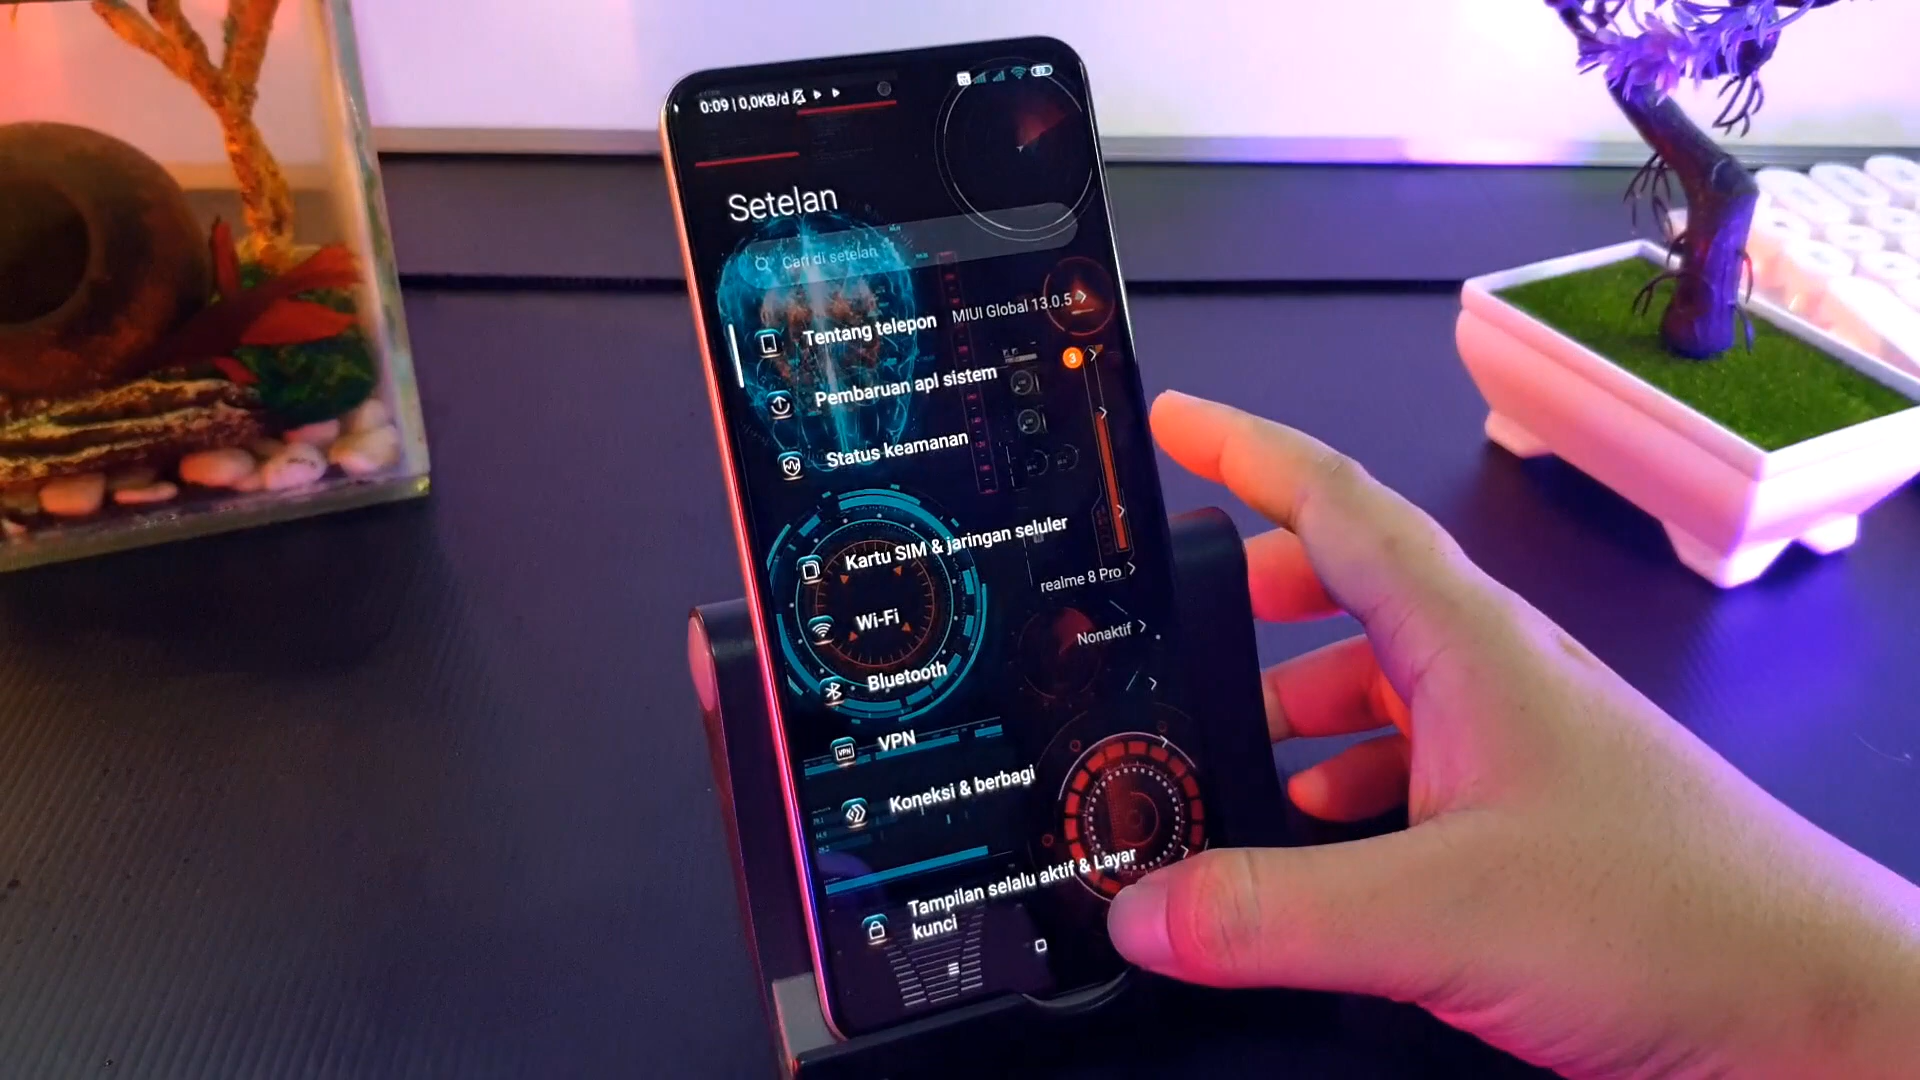 0:09 | 0,0KB/d
Setelan
Cari di setelan
Tentang telepon
MIUI Global 13.0.5
Pembaruan apl sistem
3
Status keamanan
Kartu SIM & jaringan seluler
Wi-Fi
realme 8 Pro
Bluetooth
Nonaktif
VPN
VPN
Koneksi & berbagi
Tampilan selalu aktif & Layar
kunci